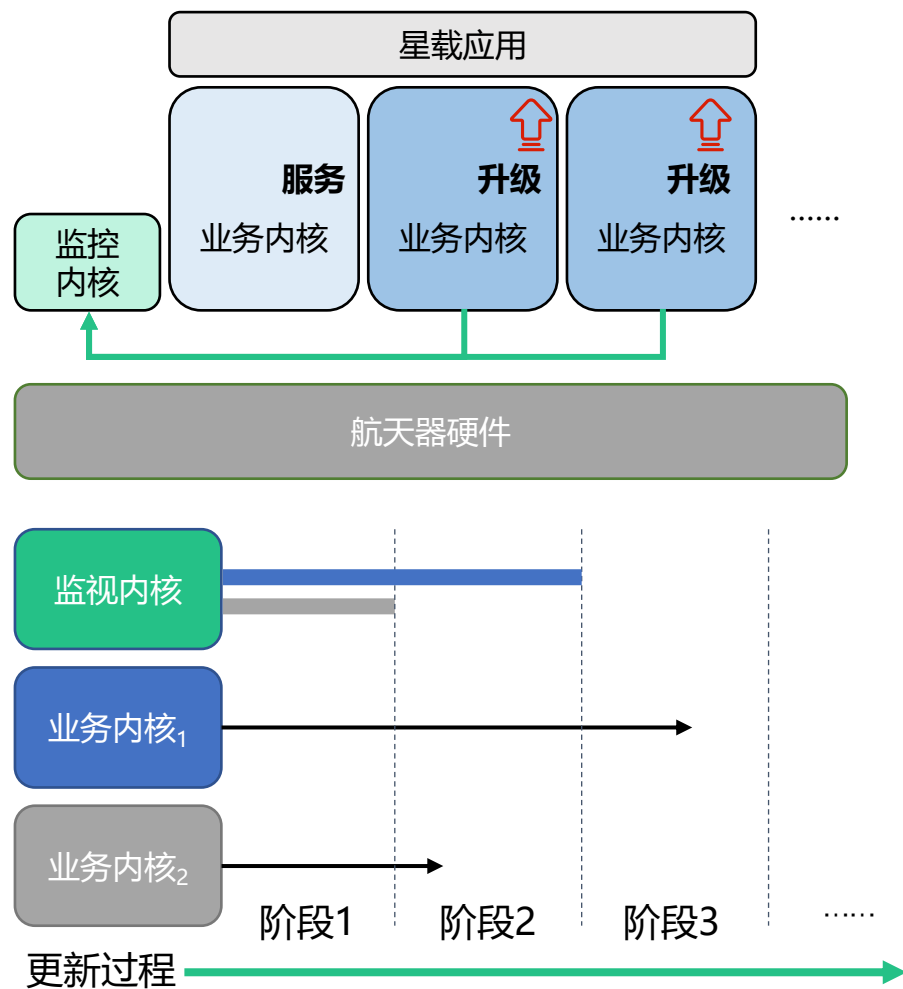 星载应用
服务
升级
升级
业务内核
业务内核
业务内核
......
监控
内核
航天器硬件
监视内核
业务内核1
业务内核2
阶段1
阶段2
阶段3
......
更新过程